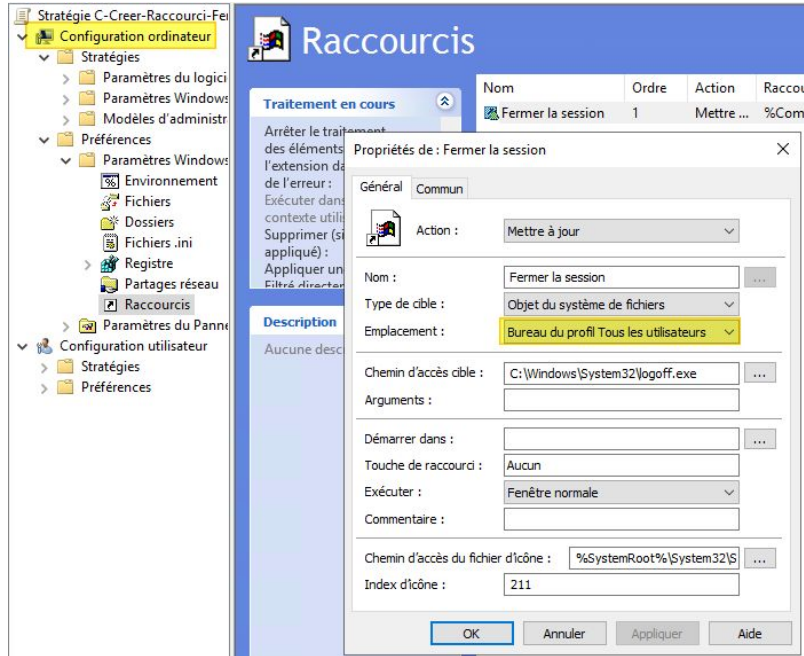 Stratégie C-Creer-Raccourci-Fe
Configuration ordinateur
Stratégies
Paramètres du logici
Paramètres Windows
Modèles d'administr
Préférences
Paramètres Windows
Environnement
Fichiers
Dossiers
Fichiers .ini
Registre
Partages réseau
Raccourcis
Paramètres du Panne
Configuration utilisateur
Stratégies
Préférences
Raccourcis
Traitement en cours
Arrêter le traitement
des éléments
l'extension da
de l'erreur :
Exécuter dans
contexte utilis
Supprimer (si
appliqué) :
Appliquer un
Filtré directe
Description
Aucune desc
Nom Ordre Action Raccou
Fermer la session 1 Mettre ... %Com
Propriétés de : Fermer la session
Général Commun
Action : Mettre à jour
Nom : Fermer la session ...
Type de cible : Objet du système de fichiers
Emplacement : Bureau du profil Tous les utilisateurs
Chemin d'accès cible : C:\Windows\System32\logoff.exe ...
Arguments :
Démarrer dans : ...
Touche de raccourci : Aucun
Exécuter : Fenêtre normale
Commentaire :
Chemin d'accès du fichier d'icône : %SystemRoot%\System32\S ...
Index d'icône : 211
OK Annuler Appliquer Aide